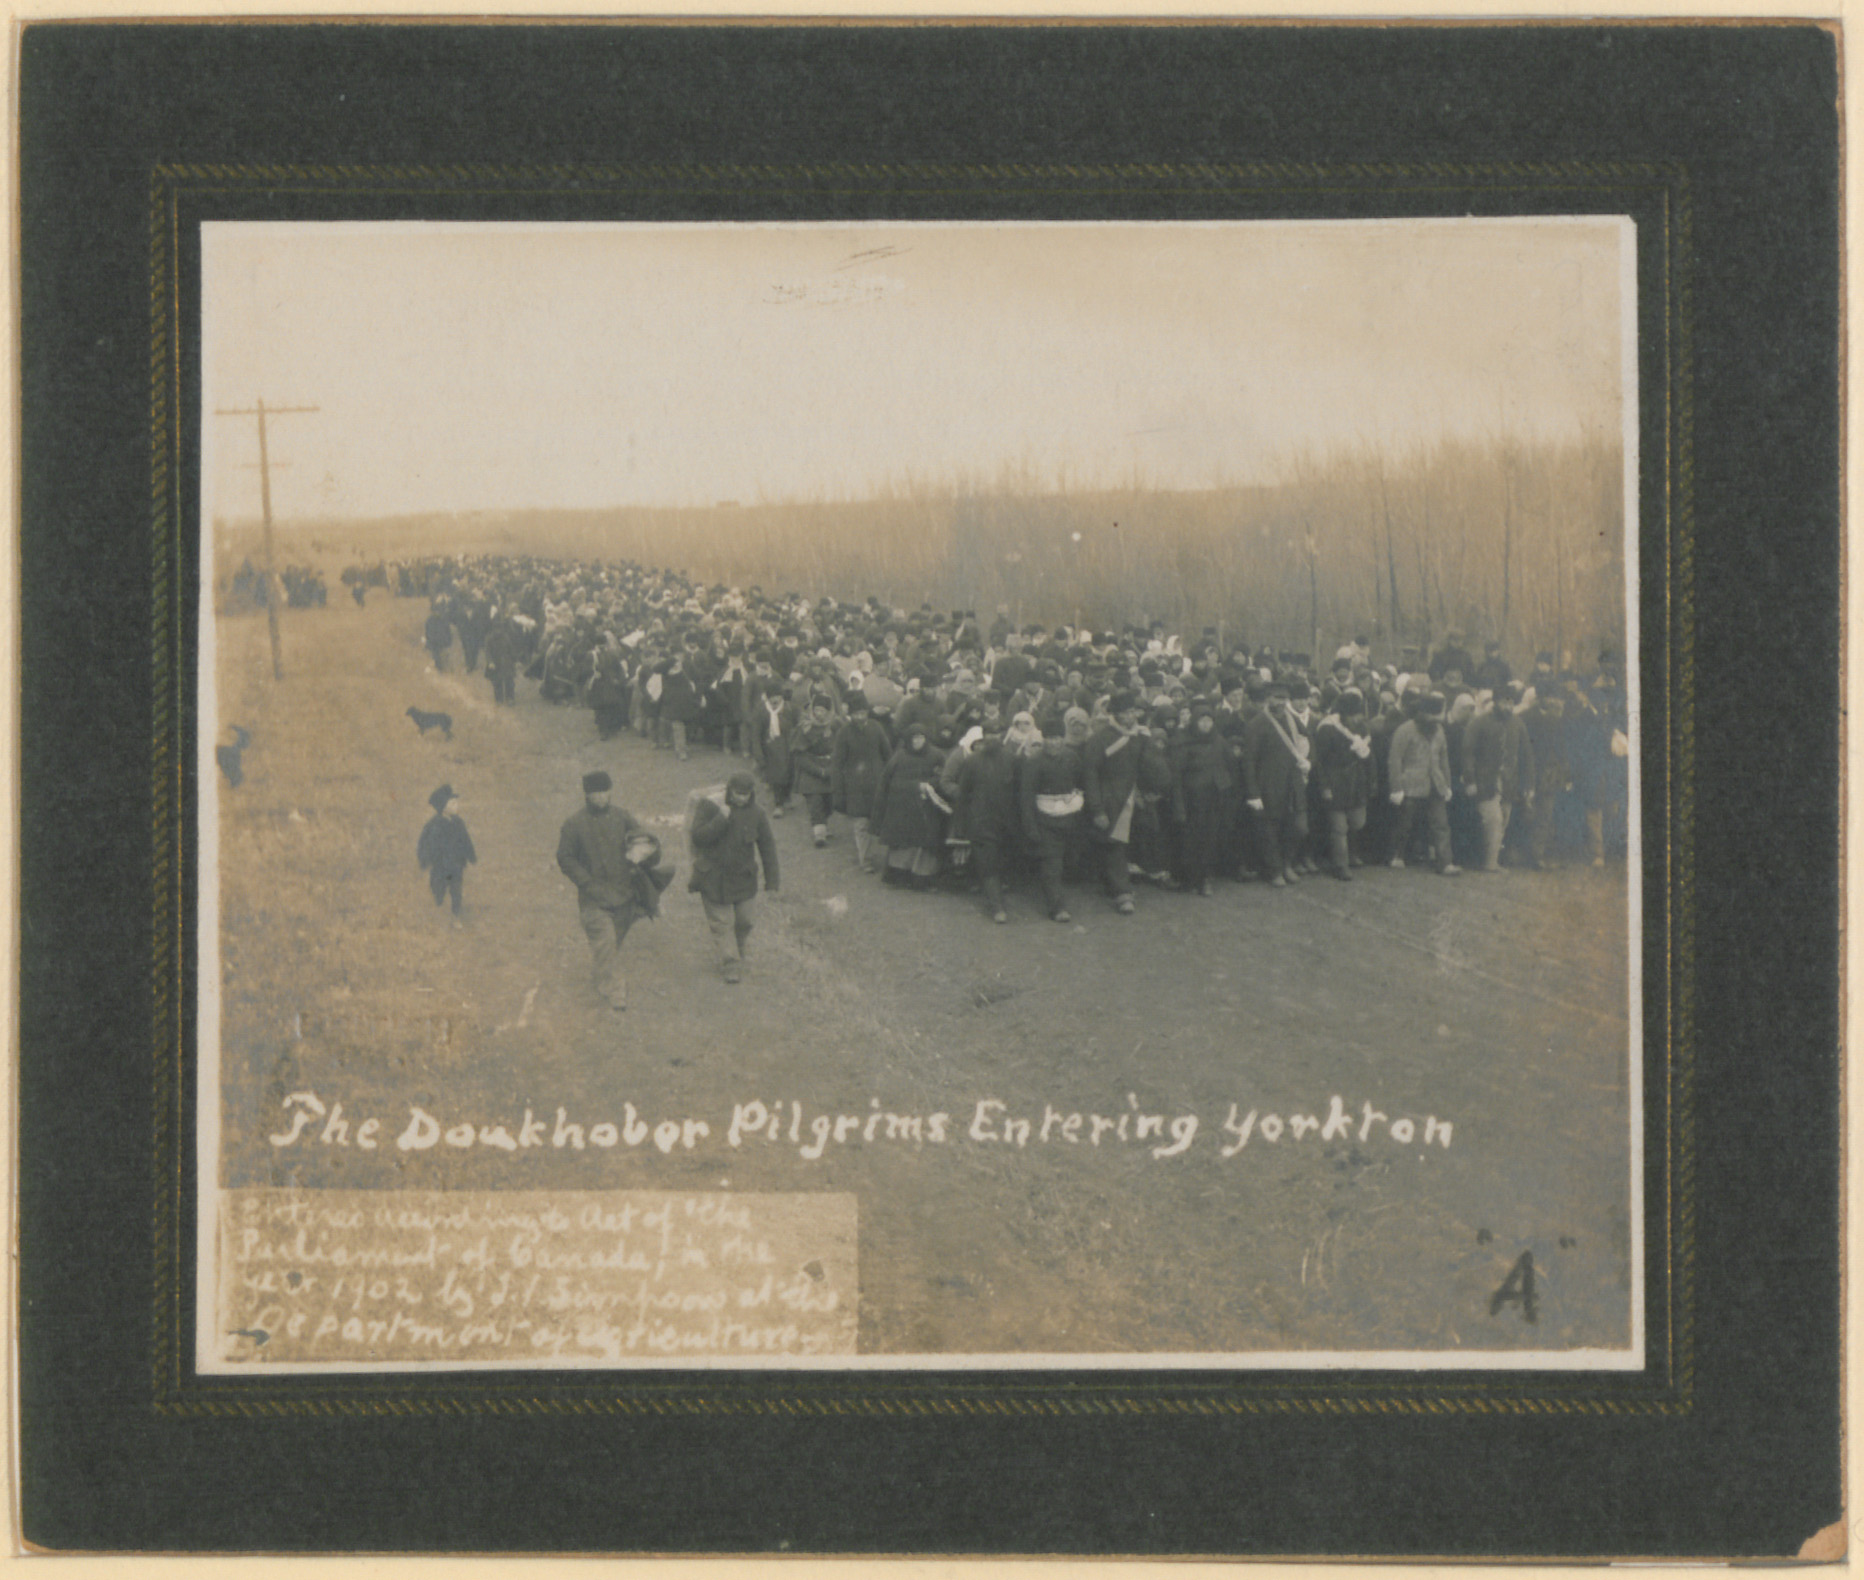 The Doukhobor Pilgrims Entering Yorkton
Entered according to Act of the
Parliament of Canada, in the
year 1902 by T. J. Simpson at the
Department of Agriculture.
"A"